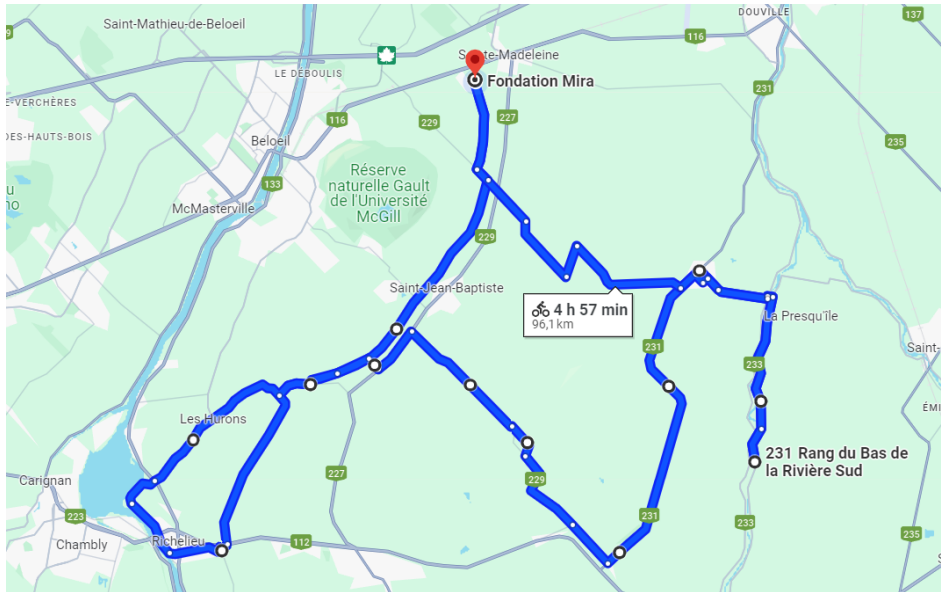 Saint-Mathieu-de-Beloeil
DOUVILLE
137
116
Sainte-Madeleine
LE DÉBOULIS
Fondation Mira
231
E-VERCHÈRES
116
229
227
DES-HAUTS-BOIS
Beloeil
235
133
Réserve
naturelle Gault
de l'Université
McGill
McMasterville
229
Saint-Jean-Baptiste
4 h 57 min
96,1 km
La Presqu'île
231
Saint-
233
ÉMI
Les Hurons
231 Rang du Bas de
la Rivière Sud
227
229
Carignan
223
231
233
Chambly
Richelieu
112
235